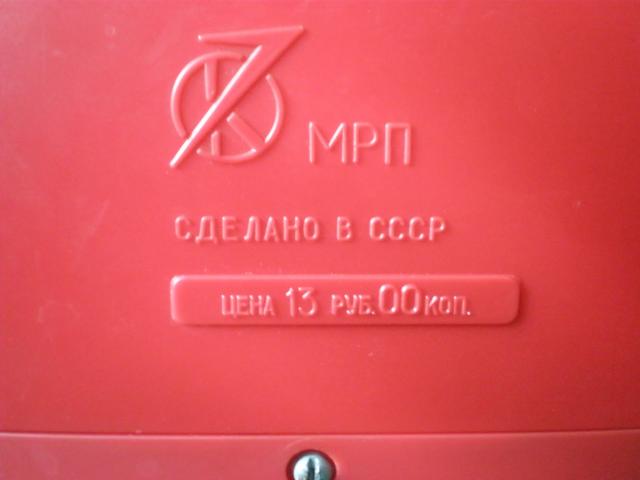 К МРП
СДЕЛАНО В СССР
ЦЕНА 13 РУБ.00 КОП.